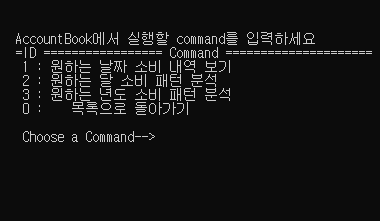 AccountBook에서 실행할 command를 입력하세요
=ID ================= Command =====================
1 : 원하는 날짜 소비 내역 보기
2 : 원하는 달 소비 패턴 분석
3 : 원하는 년도 소비 패턴 분석
0 : 목록으로 돌아가기
Choose a Command-->